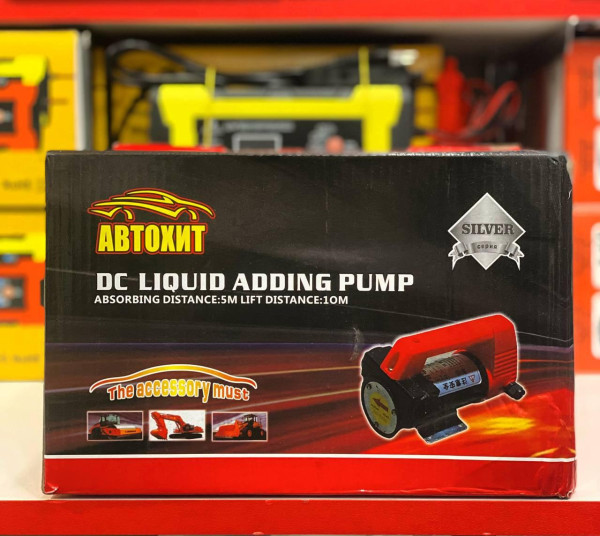 АВТОХИТ
SILVER
DC LIQUID ADDING PUMP
ABSORBING DISTANCE:5M LIFT DISTANCE:10M
The accessory must